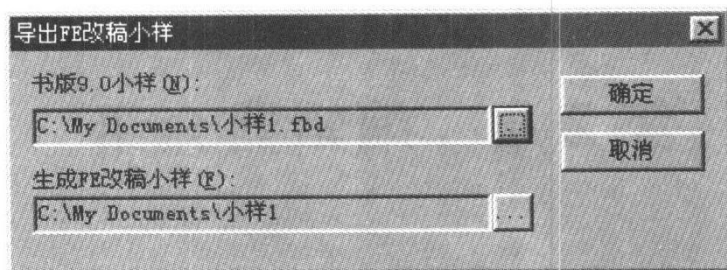 导出FE改稿小样
书版9.0小样(N):
确定
C:\My Documents\小样1.fbd
...
取消
生成FE改稿小样(F):
C:\My Documents\小样1
...